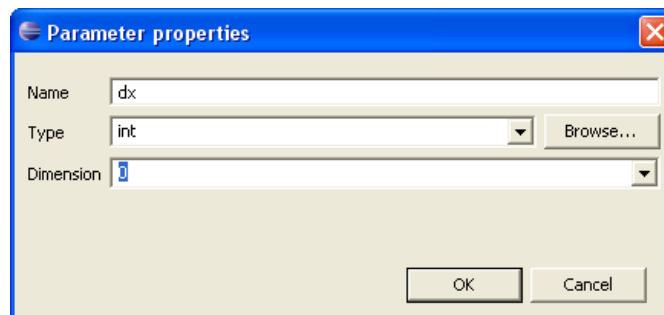 Parameter properties
Name dx
Type int Browse...
Dimension 0
OK Cancel